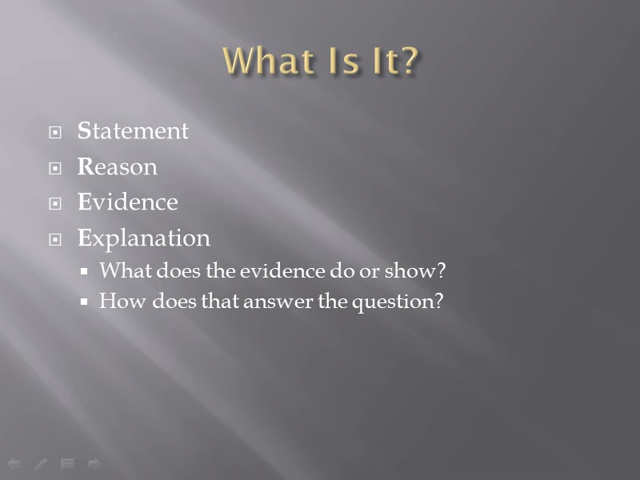 What Is It?
Statement
Reason
Evidence
Explanation
What does the evidence do or show?
How does that answer the question?